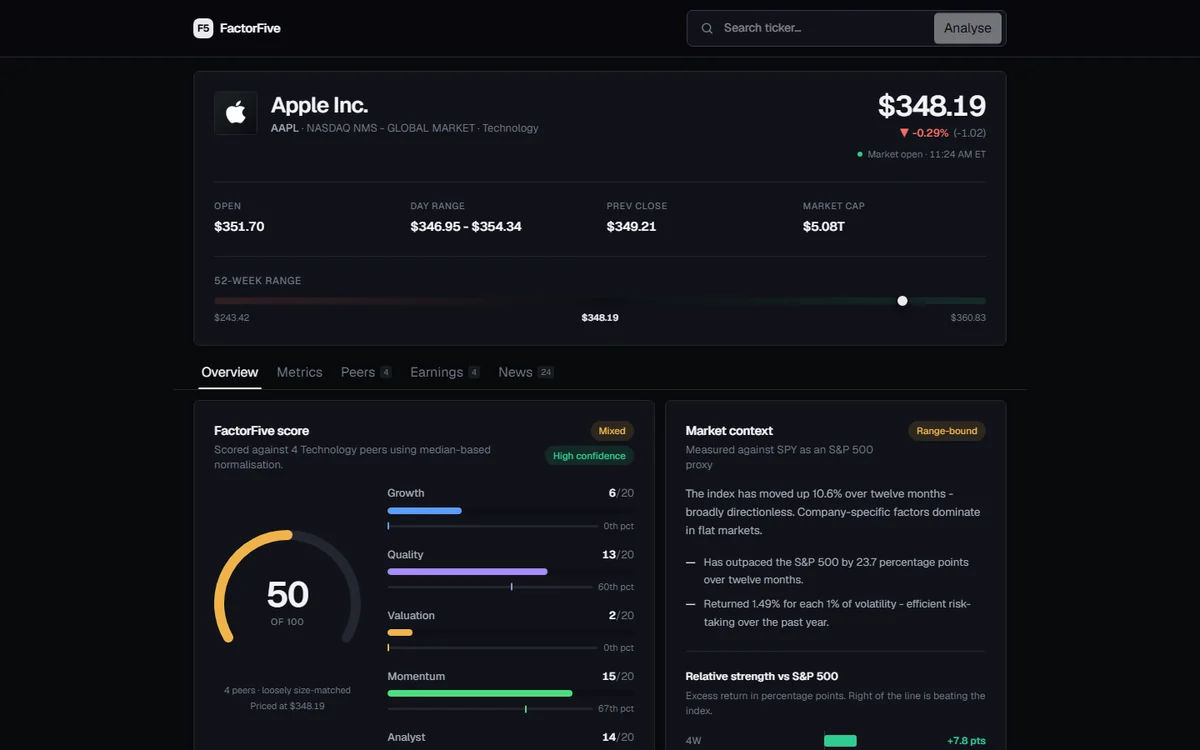 F5 FactorFive
Search ticker...
Analyse
Apple Inc.
AAPL · NASDAQ NMS - GLOBAL MARKET · Technology
$348.19
▼ -0.29% (-1.02)
Market open · 11:24 AM ET
OPEN
$351.70
DAY RANGE
$346.95 - $354.34
PREV CLOSE
$349.21
MARKET CAP
$5.08T
52-WEEK RANGE
$243.42
$348.19
$360.83
Overview
Metrics
Peers 4
Earnings 4
News 24
FactorFive score
Mixed
Scored against 4 Technology peers using median-based
normalisation.
High confidence
50
OF 100
4 peers · loosely size-matched
Priced at $348.19
Growth 6/20
0th pct
Quality 13/20
60th pct
Valuation 2/20
0th pct
Momentum 15/20
67th pct
Analyst 14/20
Market context
Range-bound
Measured against SPY as an S&P 500
proxy
The index has moved up 10.6% over twelve months -
broadly directionless. Company-specific factors dominate
in flat markets.
— Has outpaced the S&P 500 by 23.7 percentage points
over twelve months.
— Returned 1.49% for each 1% of volatility - efficient risk-
taking over the past year.
Relative strength vs S&P 500
Excess return in percentage points. Right of the line is beating the
index.
4W +7.8 pts